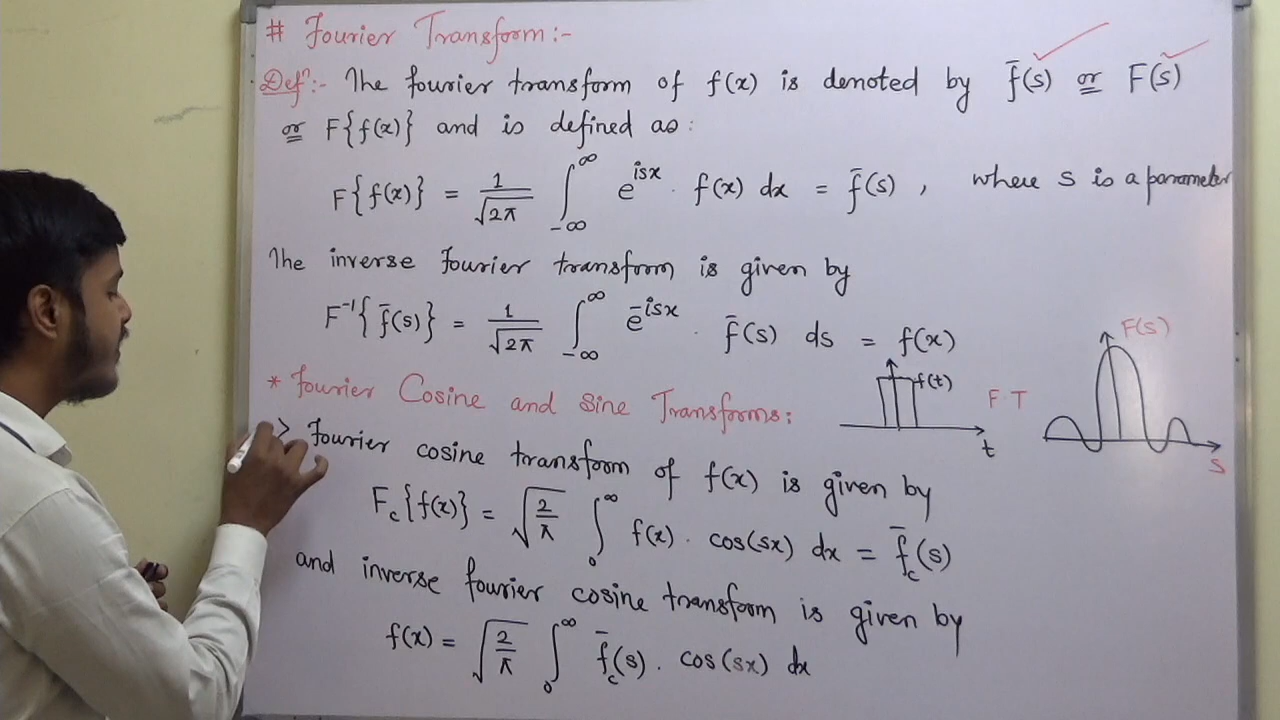 # Fourier Transform:-
Defⁿ:- The fourier transform of f(x) is denoted by f̄(s) or F(s)
or F{f(x)} and is defined as:
F{f(x)} = 1/√2π ∫_{-∞}^{∞} e^{isx} . f(x) dx = f̄(s) , where s is a parameter
The inverse fourier transform is given by
F⁻¹{f̄(s)} = 1/√2π ∫_{-∞}^{∞} e^{-isx} . f̄(s) ds = f(x)
F(s)
f(t)
F T
t
s
* Fourier Cosine and Sine Transforms:
> Fourier cosine transform of f(x) is given by
F_c{f(x)} = √(2/π) ∫_0^∞ f(x) . cos(sx) dx = f̄_c(s)
and inverse fourier cosine transform is given by
f(x) = √(2/π) ∫_0^∞ f̄_c(s) . cos(sx) dx